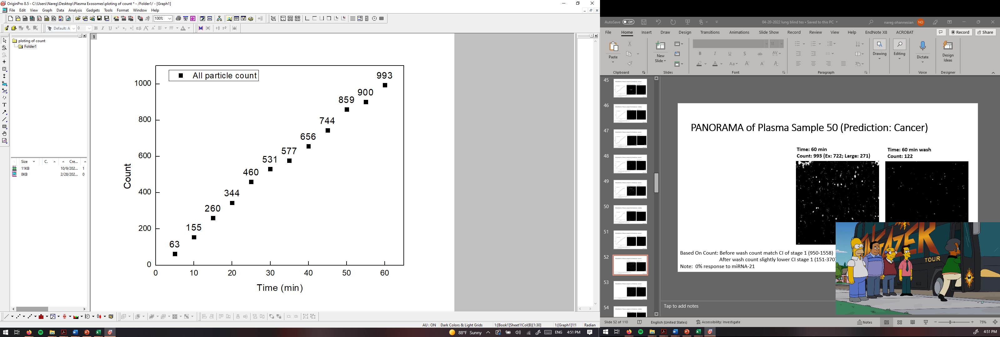 OriginPro 8.5 - C:\Users\Nareg\Desktop\Plasma Exosomes\ploting of count * - /Folder1/ - [Graph1]
File Edit View Graph Data Analysis Gadgets Tools Format Window Help
100%
Default: A 0
ploting of count
Folder1
Size C. Cre...
11KB 10/9/202... 1
8KB 2/28/202... 0
1
All particle count
993
900
859
744
656
577
531
460
344
260
155
63
1000
800
600
400
200
0
Count
0 10 20 30 40 50 60
Time (min)
AU : ON Dark Colors & Light Grids 1:[Book1]Sheet1!Col(B)[1:30] 1:[Graph1]1!1 Radian
88°F Sunny ENG 4:51 PM
AutoSave Off 04-20-2022 lung blind tes • Saved to this PC nareg ohannesian NO
File Home Insert Draw Design Transitions Animations Slide Show Record Review View Help EndNote X8 ACROBAT Record Share
Paste New Slide 18 Drawing Editing Dictate Design Ideas
Clipboard Slides Font Paragraph Voice Designer
45
46
47
48
49
50
51
52
53
54
PANORAMA of Plasma Sample 50 (Prediction: Cancer)
Time: 60 min
Count: 993 (Ex: 722; Large: 271)
Time: 60 min wash
Count: 122
Based On Count: Before wash count match CI of stage 1 (950-1558)
After wash count slightly lower CI stage 1 (151-370)
Note: 0% response to miRNA-21
TOUR
Tap to add notes
Slide 52 of 110 English (United States) Accessibility: Investigate Notes 75%
4:51 PM